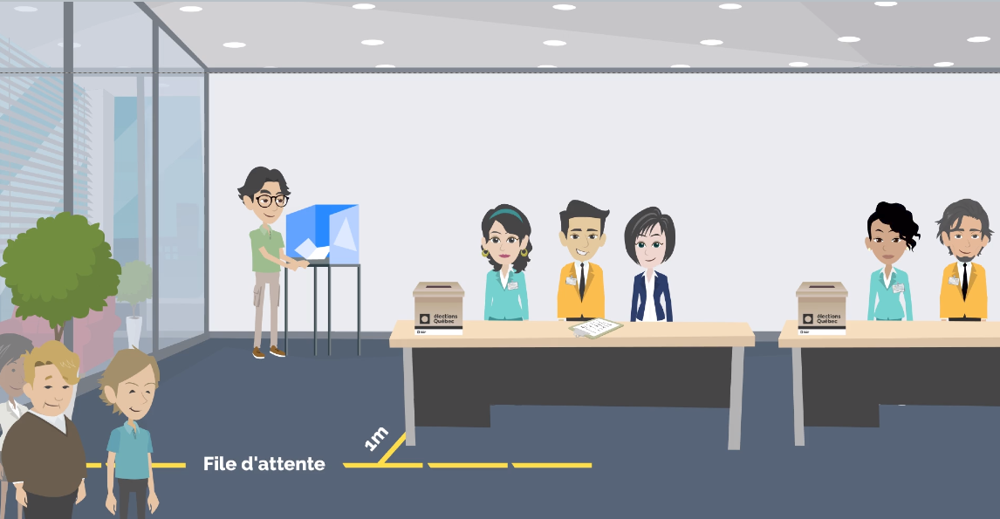 élections
Québec
élections
Québec
1m
File d'attente